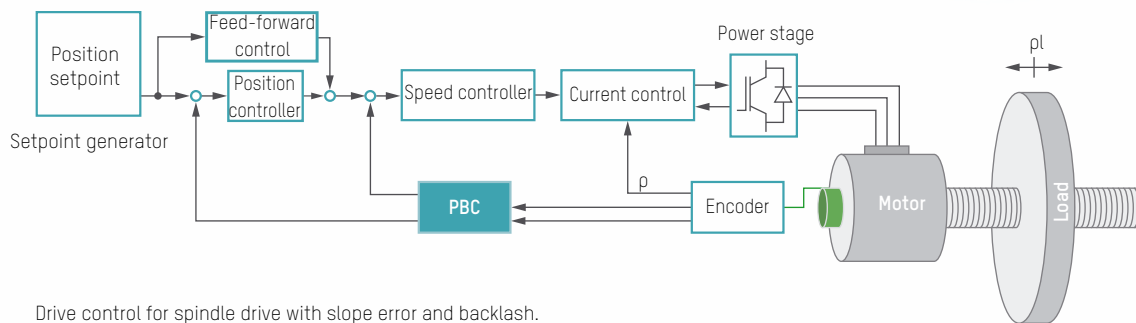 Feed-forward
control
Position
setpoint
Position
controller
Setpoint generator
Speed controller
Current control
Power stage
ρ
PBC
Encoder
Motor
ρl
Load
Drive control for spindle drive with slope error and backlash.